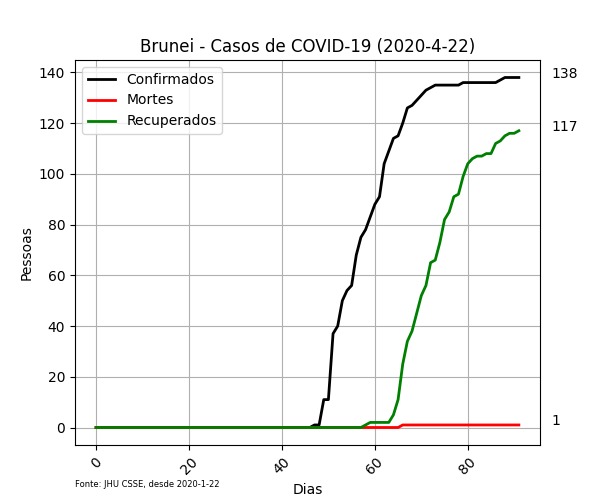 Brunei - Casos de COVID-19 (2020-4-22)
Confirmados
Mortes
Recuperados
Pessoas
140
120
100
80
60
40
20
0
138
117
1
0
20
40
60
80
Dias
Fonte: JHU CSSE, desde 2020-1-22